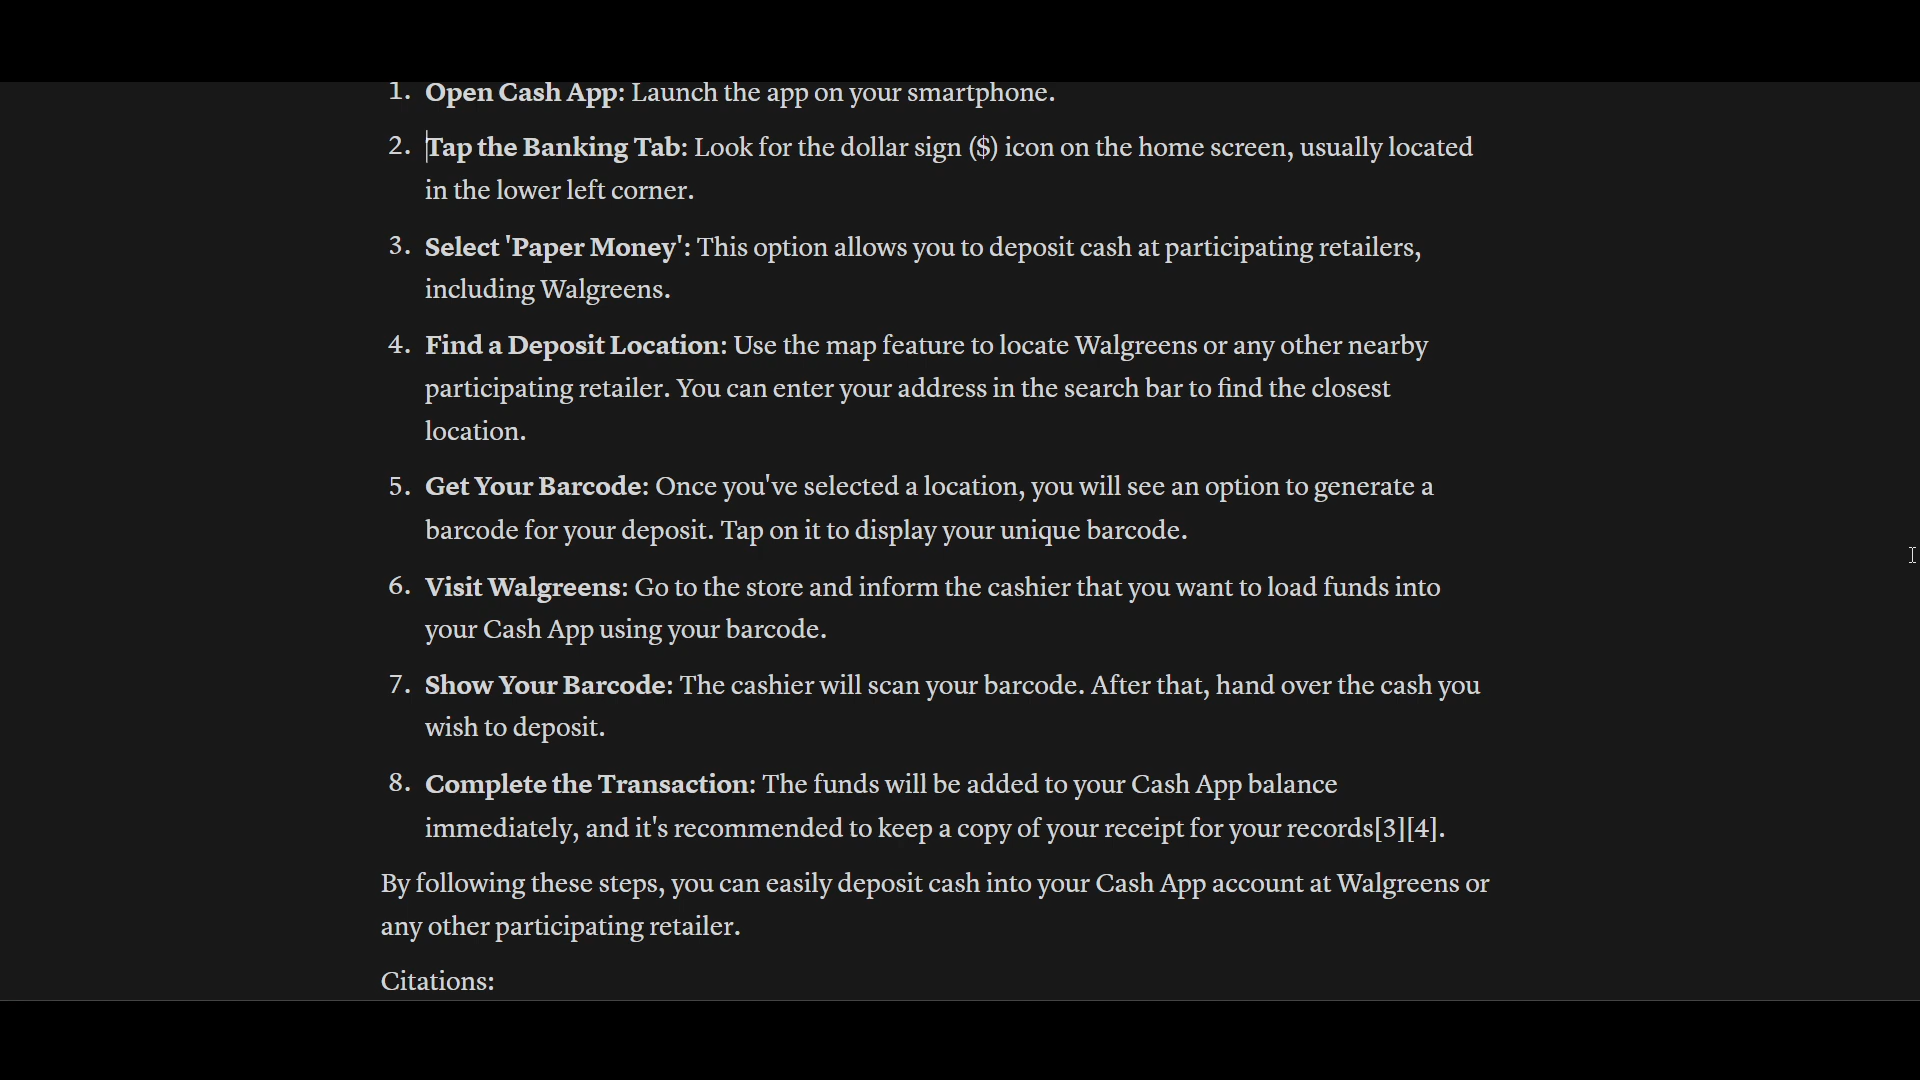 1. Open Cash App: Launch the app on your smartphone.
2. Tap the Banking Tab: Look for the dollar sign ($) icon on the home screen, usually located
in the lower left corner.
3. Select 'Paper Money': This option allows you to deposit cash at participating retailers,
including Walgreens.
4. Find a Deposit Location: Use the map feature to locate Walgreens or any other nearby
participating retailer. You can enter your address in the search bar to find the closest
location.
5. Get Your Barcode: Once you've selected a location, you will see an option to generate a
barcode for your deposit. Tap on it to display your unique barcode.
6. Visit Walgreens: Go to the store and inform the cashier that you want to load funds into
your Cash App using your barcode.
7. Show Your Barcode: The cashier will scan your barcode. After that, hand over the cash you
wish to deposit.
8. Complete the Transaction: The funds will be added to your Cash App balance
immediately, and it's recommended to keep a copy of your receipt for your records[3][4].
By following these steps, you can easily deposit cash into your Cash App account at Walgreens or
any other participating retailer.
Citations: